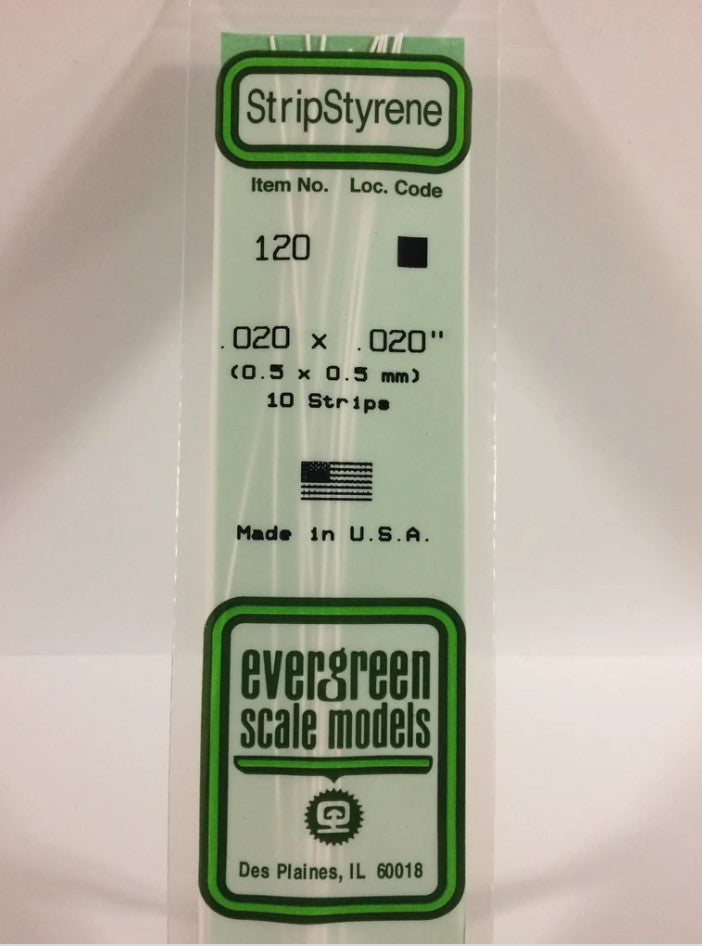 StripStyrene
Item No. Loc. Code
120
.020 x .020"
(0.5 x 0.5 mm)
10 Strips
Made in U.S.A.
evergreen
scale models
Des Plaines, IL 60018